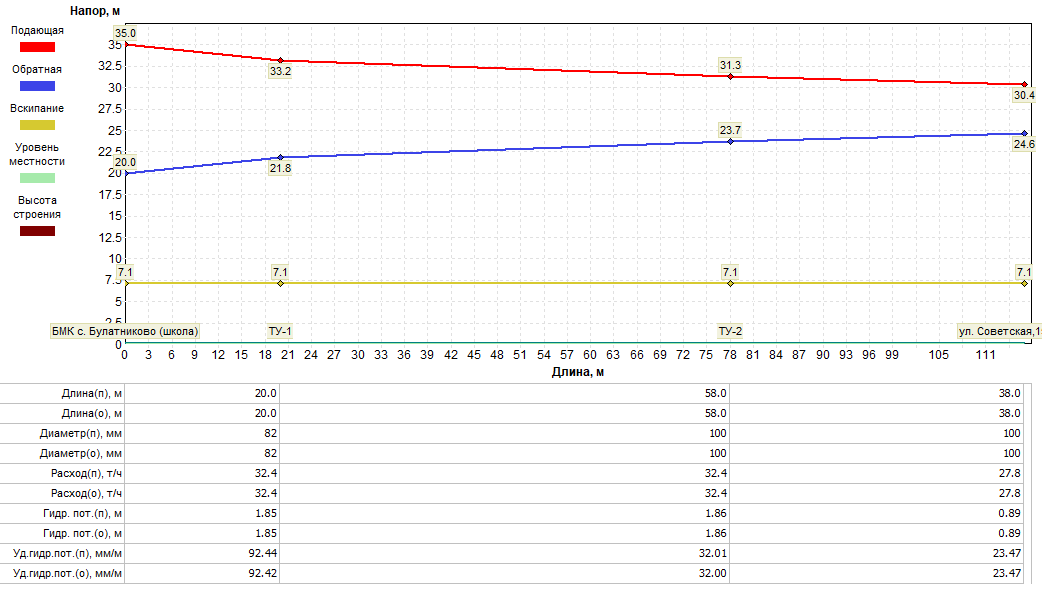 Напор, м
Подающая
Обратная
Вскипание
Уровень
местности
Высота
строения
35
32.5
30
27.5
25
22.5
20
17.5
15
12.5
10
7.5
5
2.5
0
35.0
33.2
31.3
30.4
20.0
21.8
23.7
24.6
7.1
7.1
7.1
7.1
БМК с. Булатниково (школа)
ТУ-1
ТУ-2
ул. Советская,1
0 3 6 9 12 15 18 21 24 27 30 33 36 39 42 45 48 51 54 57 60 63 66 69 72 75 78 81 84 87 90 93 96 99 105 111
Длина, м
Длина(п), м 20.0 58.0 38.0
Длина(о), м 20.0 58.0 38.0
Диаметр(п), мм 82 100 100
Диаметр(о), мм 82 100 100
Расход(п), т/ч 32.4 32.4 27.8
Расход(о), т/ч 32.4 32.4 27.8
Гидр. пот.(п), м 1.85 1.86 0.89
Гидр. пот.(о), м 1.85 1.86 0.89
Уд.гидр.пот.(п), мм/м 92.44 32.01 23.47
Уд.гидр.пот.(о), мм/м 92.42 32.00 23.47